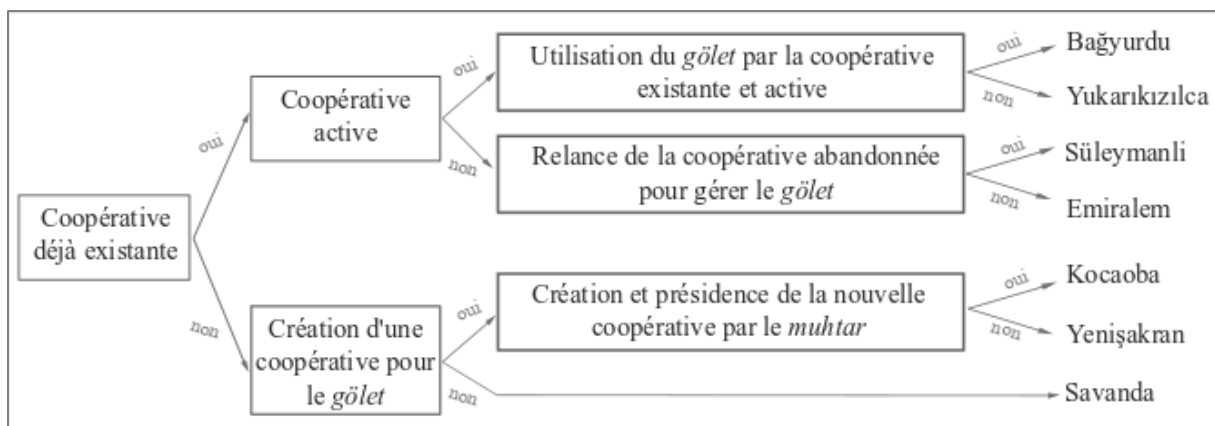 Coopérative
déjà existante
oui
non
Coopérative
active
Création d'une
coopérative pour
le gölet
oui
non
oui
non
Utilisation du gölet par la coopérative
existante et active
Relance de la coopérative abandonnée
pour gérer le gölet
Création et présidence de la nouvelle
coopérative par le muhtar
oui
non
oui
non
oui
non
Bağyurdu
Yukarıkızılca
Süleymanli
Emiralem
Kocaoba
Yenişakran
Savanda